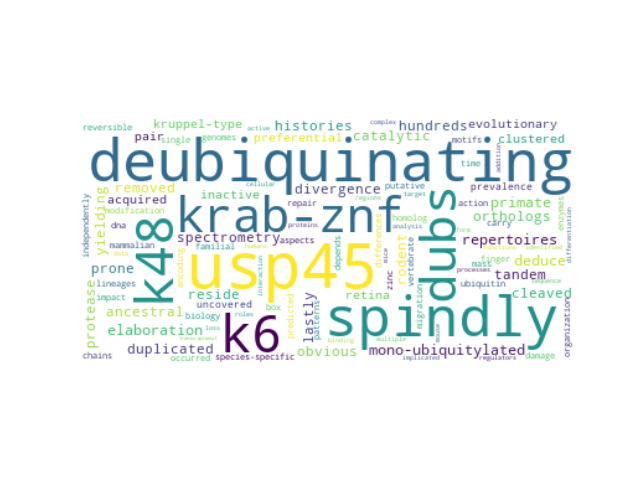 reversible
kruppel-type
histories
complex
hundreds
evolutionary
pair
single
genomes
active
preferential
catalytic
motifs
clustered
deubiquinating
time
addition
removed
inactive
divergence
putative
prevalence
primate
enzymes
yielding
acquired
cellular
repair
krab-znf
regions
target
action
orthologs
independently
modification
k48
homolog
dubs
carry
dna
proteins
analysis
form
spectrometry
aspects
depends
differences
rodent
vertebrate
repertoires
differentiation
mammalian
data
encoding
usp45
humans
zinc
mice
finger
functions
identified
deduce
prone
lineages
interaction
retina
migration
processes
tandem
protease
impact
reside
ubiquitin
sequence
cleaved
uncovered
patterns
mass
ancestral
biology
box
predicted
spindly
elaboration
roles
k6
lastly
mouse
organization
loss
species-specific
transcriptional
binding
multiple
duplicated
obvious
mono-ubiquitylated
damage
chains
occurred
implicated
regulators